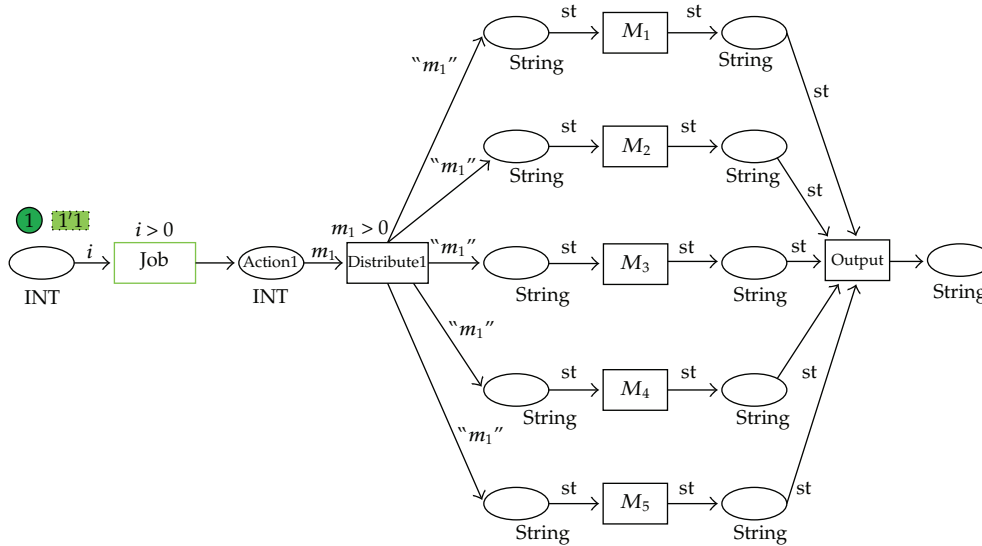 st
M₁
st
String
String
"m₁"
st
st
M₂
st
"m₁"
String
String
st
1
1'1
i > 0
m₁ > 0
i
Job
Action1
m₁
Distribute1
"m₁"
st
M₃
st
st
Output
INT
INT
String
String
String
"m₁"
st
M₄
st
st
String
String
"m₁"
st
M₅
st
String
String